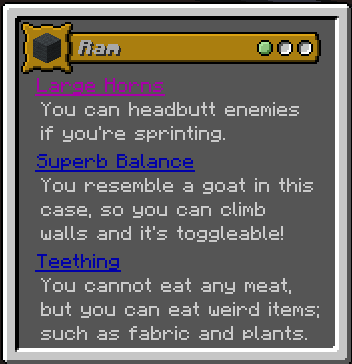 Ram
Large Horns
You can headbutt enemies
if you're sprinting.
Superb Balance
You resemble a goat in this
case, so you can climb
walls and it's toggleable!
Teething
You cannot eat any meat,
but you can eat weird items;
such as fabric and plants.